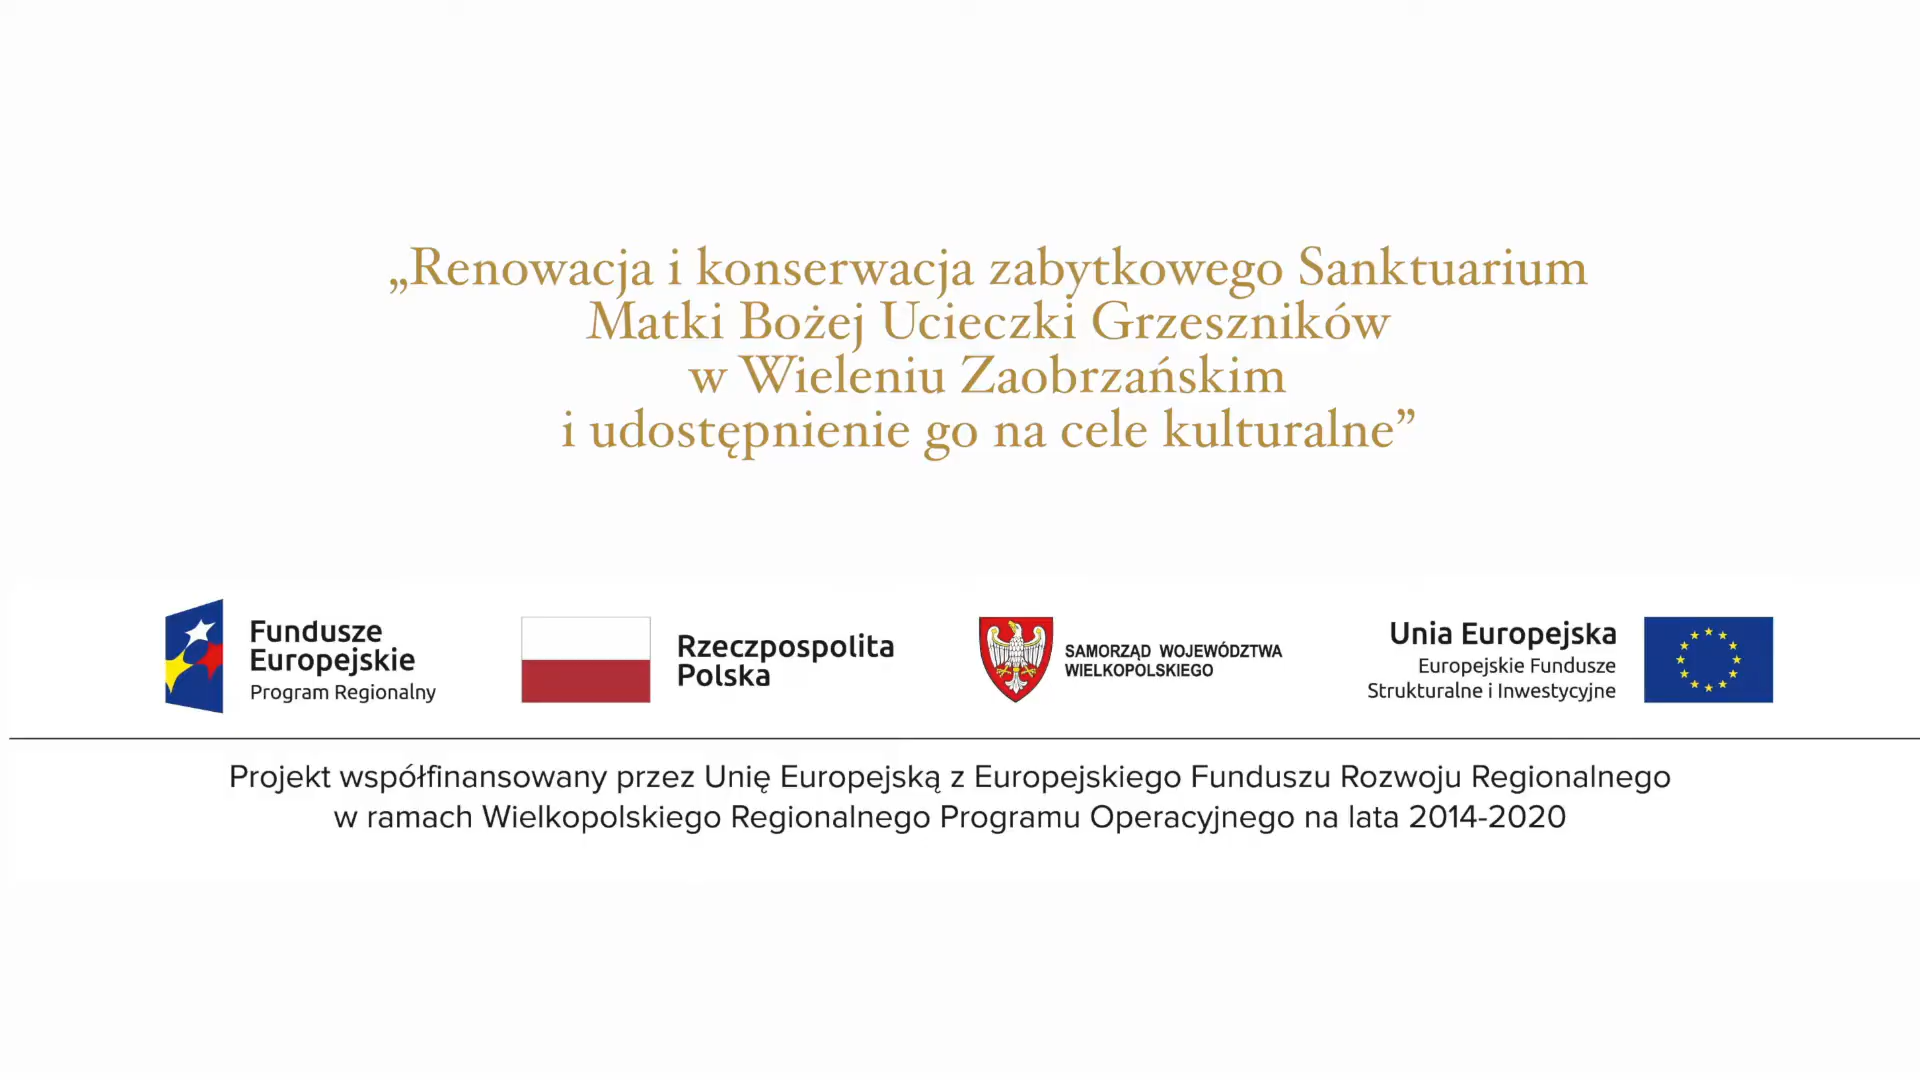 „Renowacja i konserwacja zabytkowego Sanktuarium
Matki Bożej Ucieczki Grzeszników
w Wieleniu Zaobrzańskim
i udostępnienie go na cele kulturalne”
Fundusze
Europejskie
Program Regionalny
Rzeczpospolita
Polska
SAMORZĄD WOJEWÓDZTWA
WIELKOPOLSKIEGO
Unia Europejska
Europejskie Fundusze
Strukturalne i Inwestycyjne
Projekt współfinansowany przez Unię Europejską z Europejskiego Funduszu Rozwoju Regionalnego
w ramach Wielkopolskiego Regionalnego Programu Operacyjnego na lata 2014-2020